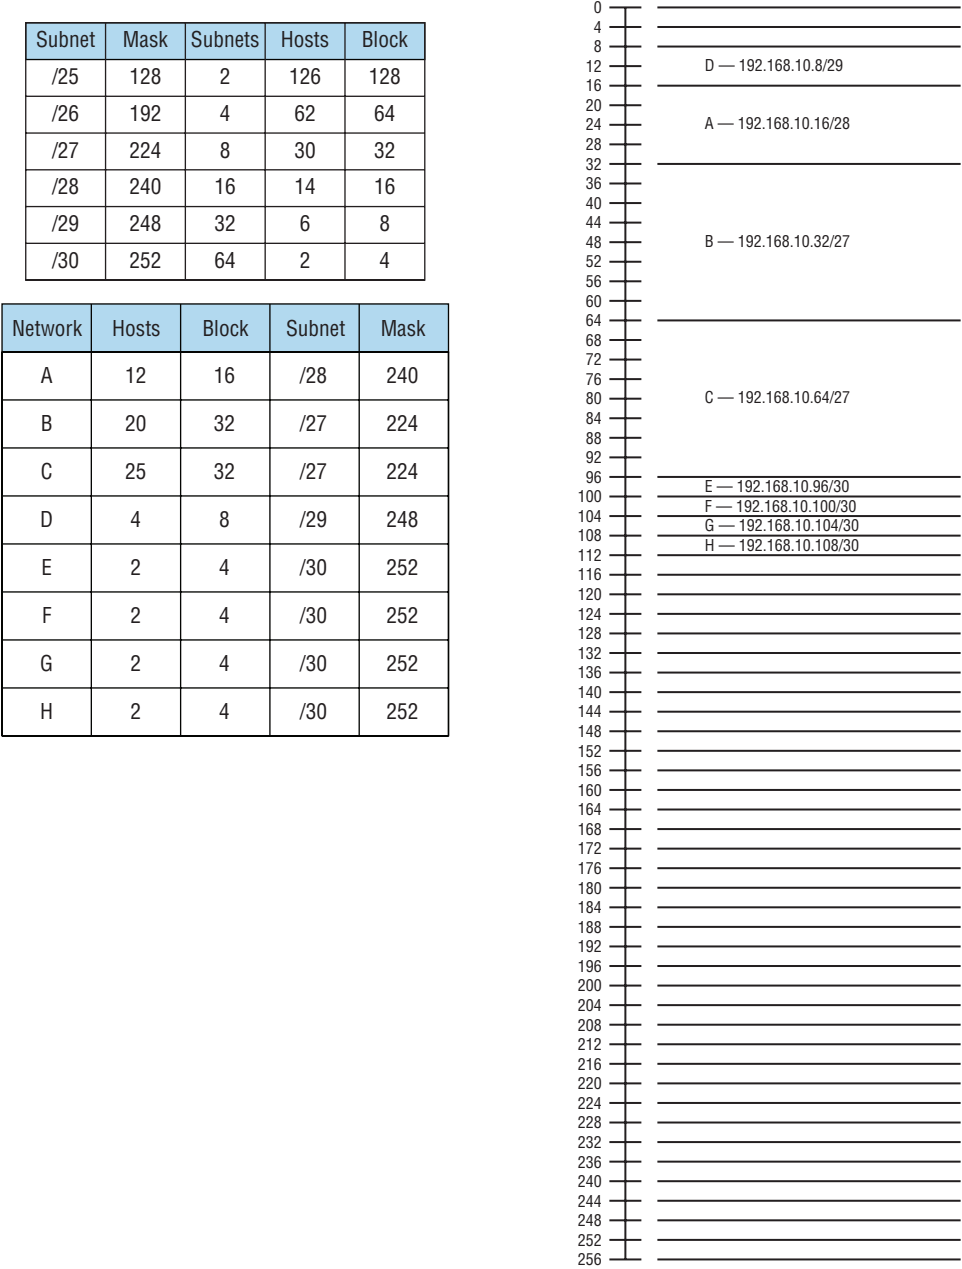 Subnet Mask Subnets Hosts Block
/25 128 2 126 128
/26 192 4 62 64
/27 224 8 30 32
/28 240 16 14 16
/29 248 32 6 8
/30 252 64 2 4
Network Hosts Block Subnet Mask
A 12 16 /28 240
B 20 32 /27 224
C 25 32 /27 224
D 4 8 /29 248
E 2 4 /30 252
F 2 4 /30 252
G 2 4 /30 252
H 2 4 /30 252
0
4
8
12 D — 192.168.10.8/29
16
20
24 A — 192.168.10.16/28
28
32
36
40
44
48 B — 192.168.10.32/27
52
56
60
64
68
72
76
80 C — 192.168.10.64/27
84
88
92
96
E — 192.168.10.96/30
100
F — 192.168.10.100/30
104
G — 192.168.10.104/30
108
H — 192.168.10.108/30
112
116
120
124
128
132
136
140
144
148
152
156
160
164
168
172
176
180
184
188
192
196
200
204
208
212
216
220
224
228
232
236
240
244
248
252
256